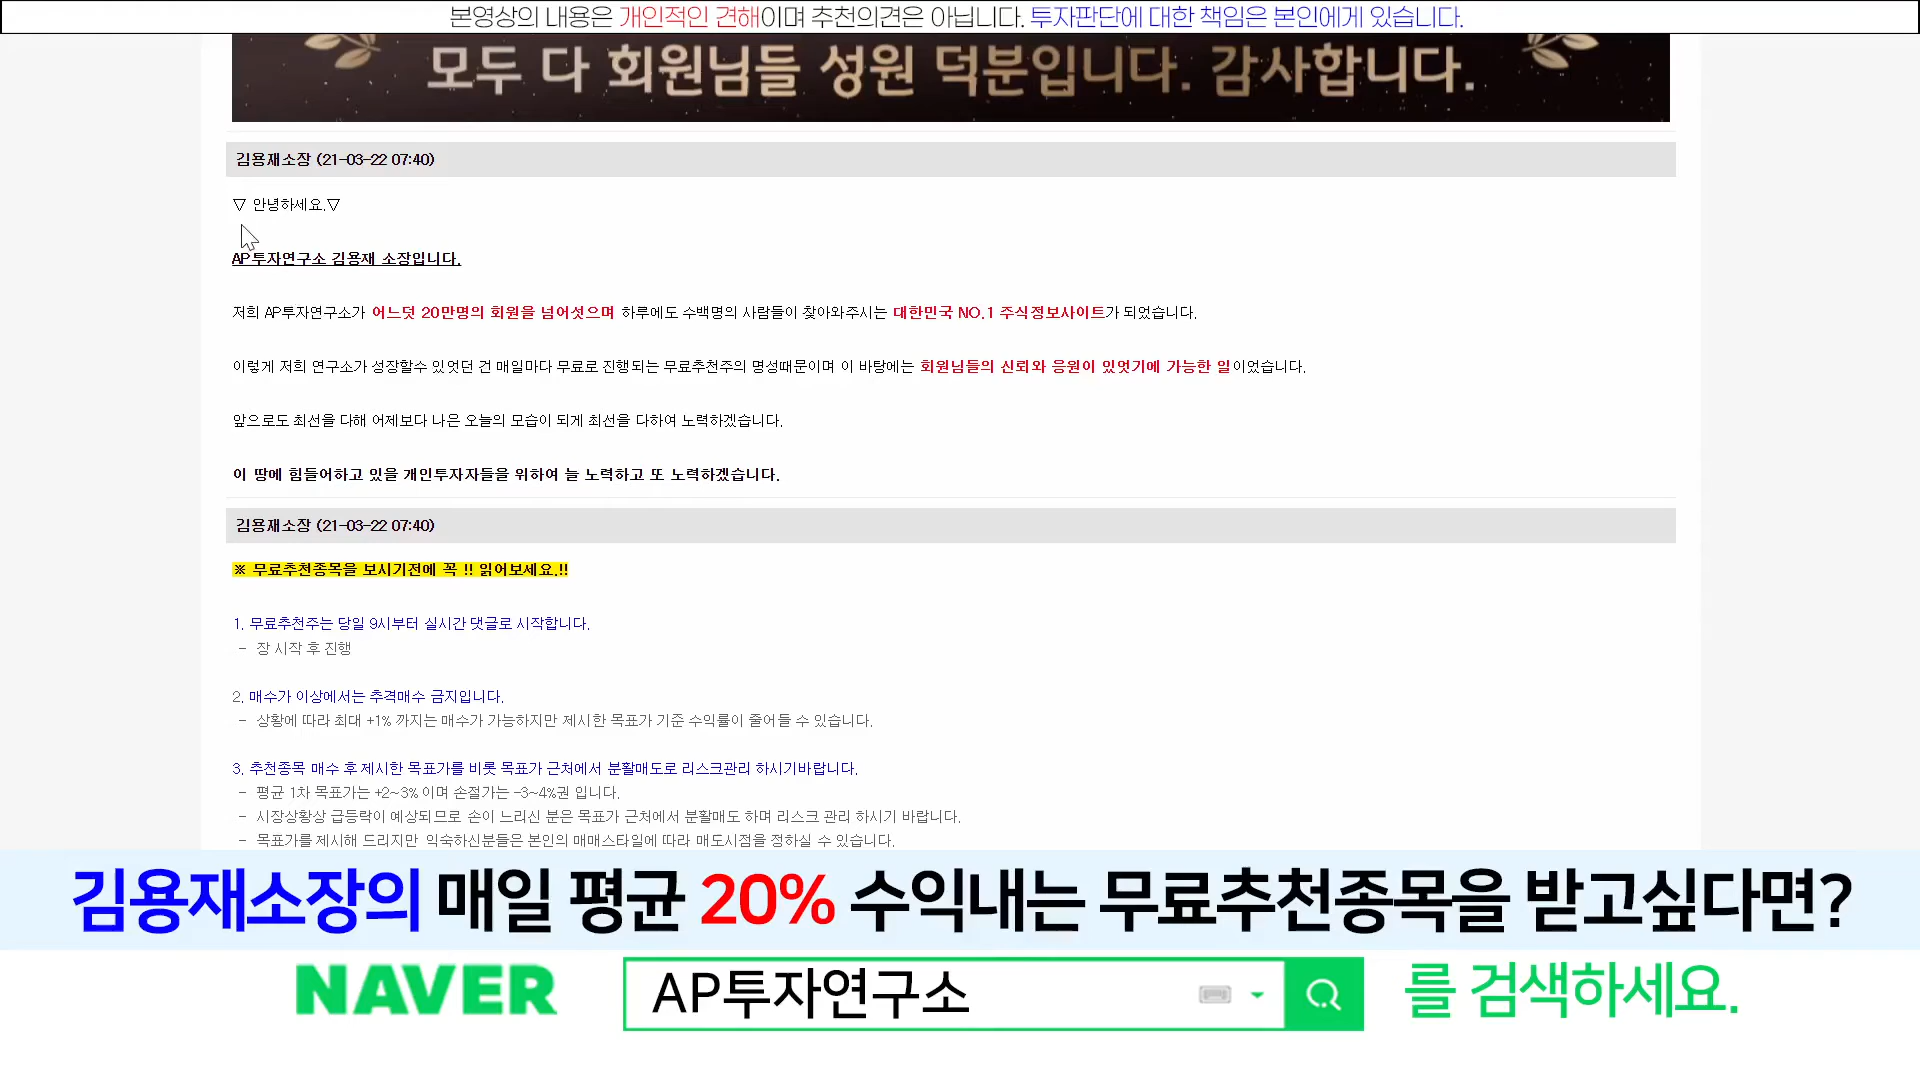 본영상의 내용은 개인적인 견해이며 추천의견은 아닙니다. 투자판단에 대한 책임은 본인에게 있습니다.
모두 다 회원님들 성원 덕분입니다. 감사합니다.
김용재소장 (21-03-22 07:40)
▽ 안녕하세요.▽
AP투자연구소 김용재 소장입니다.
저희 AP투자연구소가 어느덧 20만명의 회원을 넘어섯으며 하루에도 수백명의 사람들이 찾아와주시는 대한민국 NO.1 주식정보사이트가 되었습니다.
이렇게 저희 연구소가 성장할수 있엇던 건 매일마다 무료로 진행되는 무료추천주의 명성때문이며 이 바탕에는 회원님들의 신뢰와 응원이 있엇기에 가능한 일이었습니다.
앞으로도 최선을 다해 어제보다 나은 오늘의 모습이 되게 최선을 다하여 노력하겠습니다.
이 땅에 힘들어하고 있을 개인투자자들을 위하여 늘 노력하고 또 노력하겠습니다.
김용재소장 (21-03-22 07:40)
※ 무료추천종목을 보시기전에 꼭 !! 읽어보세요.!!
1. 무료추천주는 당일 9시부터 실시간 댓글로 시작합니다.
- 장 시작 후 진행
2. 매수가 이상에서는 추격매수 금지입니다.
- 상황에 따라 최대 +1% 까지는 매수가 가능하지만 제시한 목표가 기준 수익률이 줄어들 수 있습니다.
3. 추천종목 매수 후 제시한 목표가를 비롯 목표가 근처에서 분활매도로 리스크관리 하시기바랍니다.
- 평균 1차 목표가는 +2~3% 이며 손절가는 -3~4%권 입니다.
- 시장상황상 급등락이 예상되므로 손이 느리신 분은 목표가 근처에서 분활매도 하며 리스크 관리 하시기 바랍니다.
- 목표가를 제시해 드리지만 익숙하신분들은 본인의 매매스타일에 따라 매도시점을 정하실 수 있습니다.
김용재소장의 매일 평균 20% 수익내는 무료추천종목을 받고싶다면?
NAVER AP투자연구소 를 검색하세요.